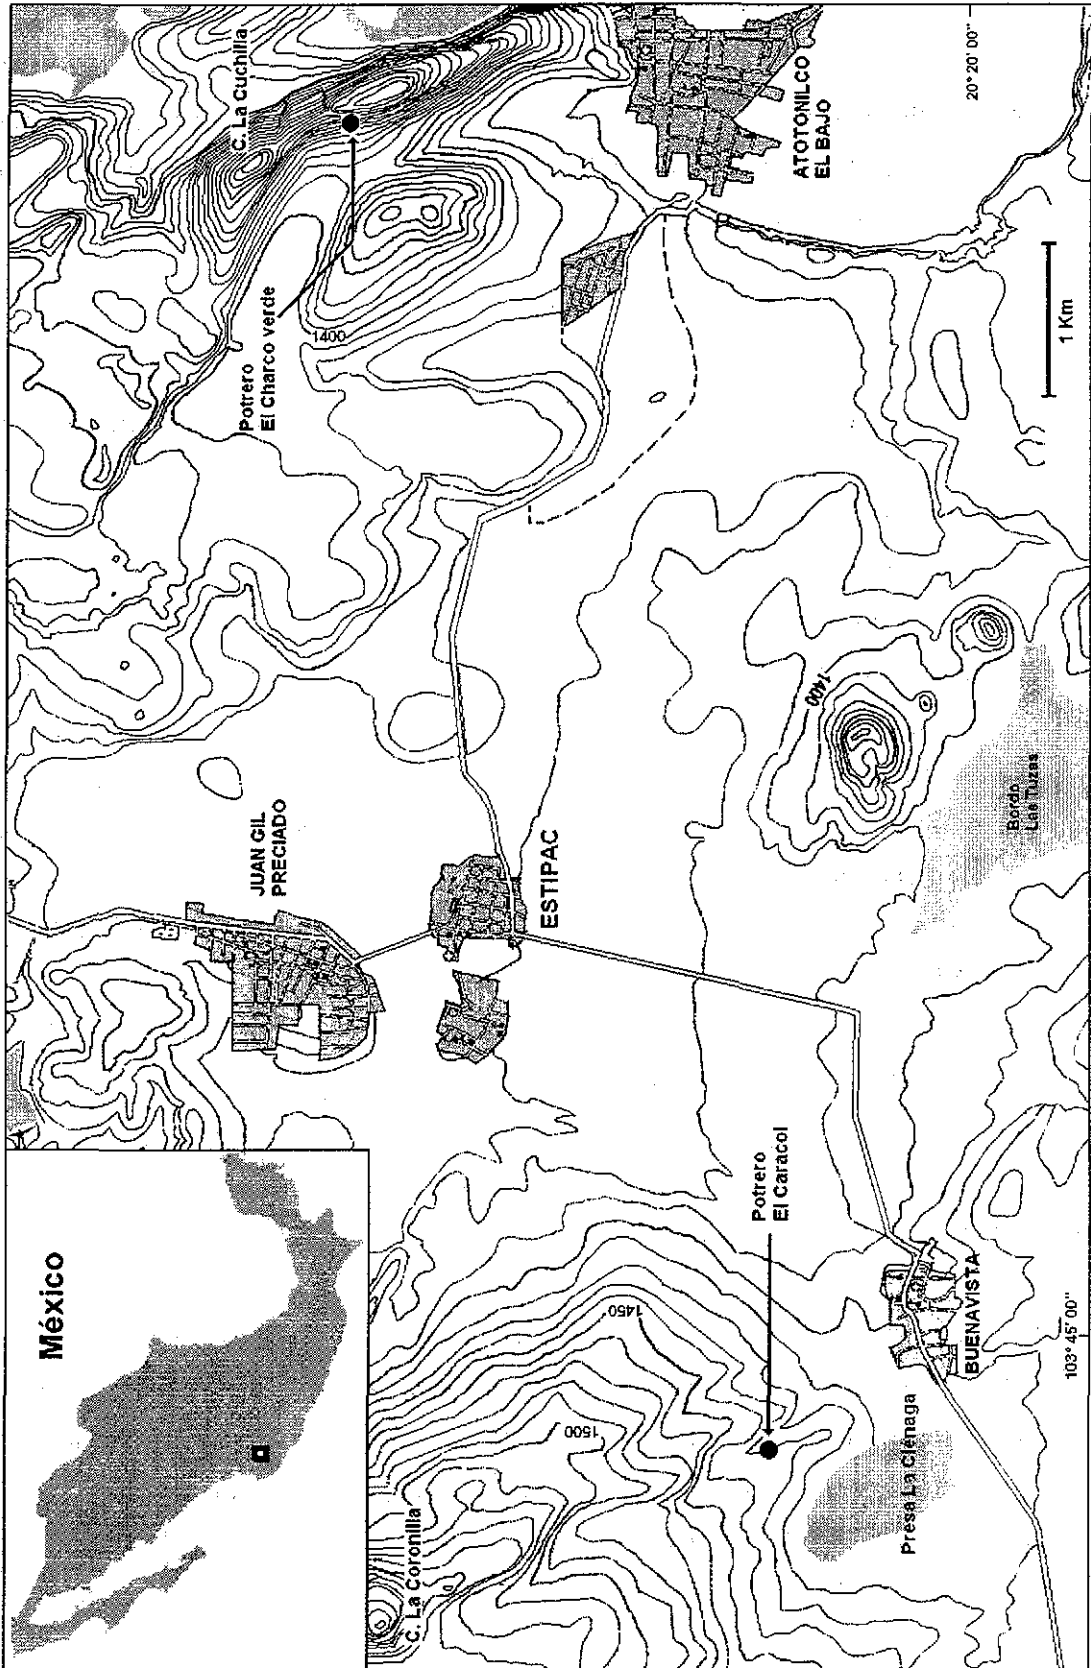 México
C. La Coronilla
1500
1450
Potrero
El Caracol
Presa La Ciénaga
BUENAVISTA
103° 45' 00"
JUAN GIL
PRECIADO
ESTIPAC
1400
Bordo
Las Tuzas
C. La Cuchilla
Potrero
El Charco verde
1400
ATOTONILCO
EL BAJO
20° 20' 00"
1 Km